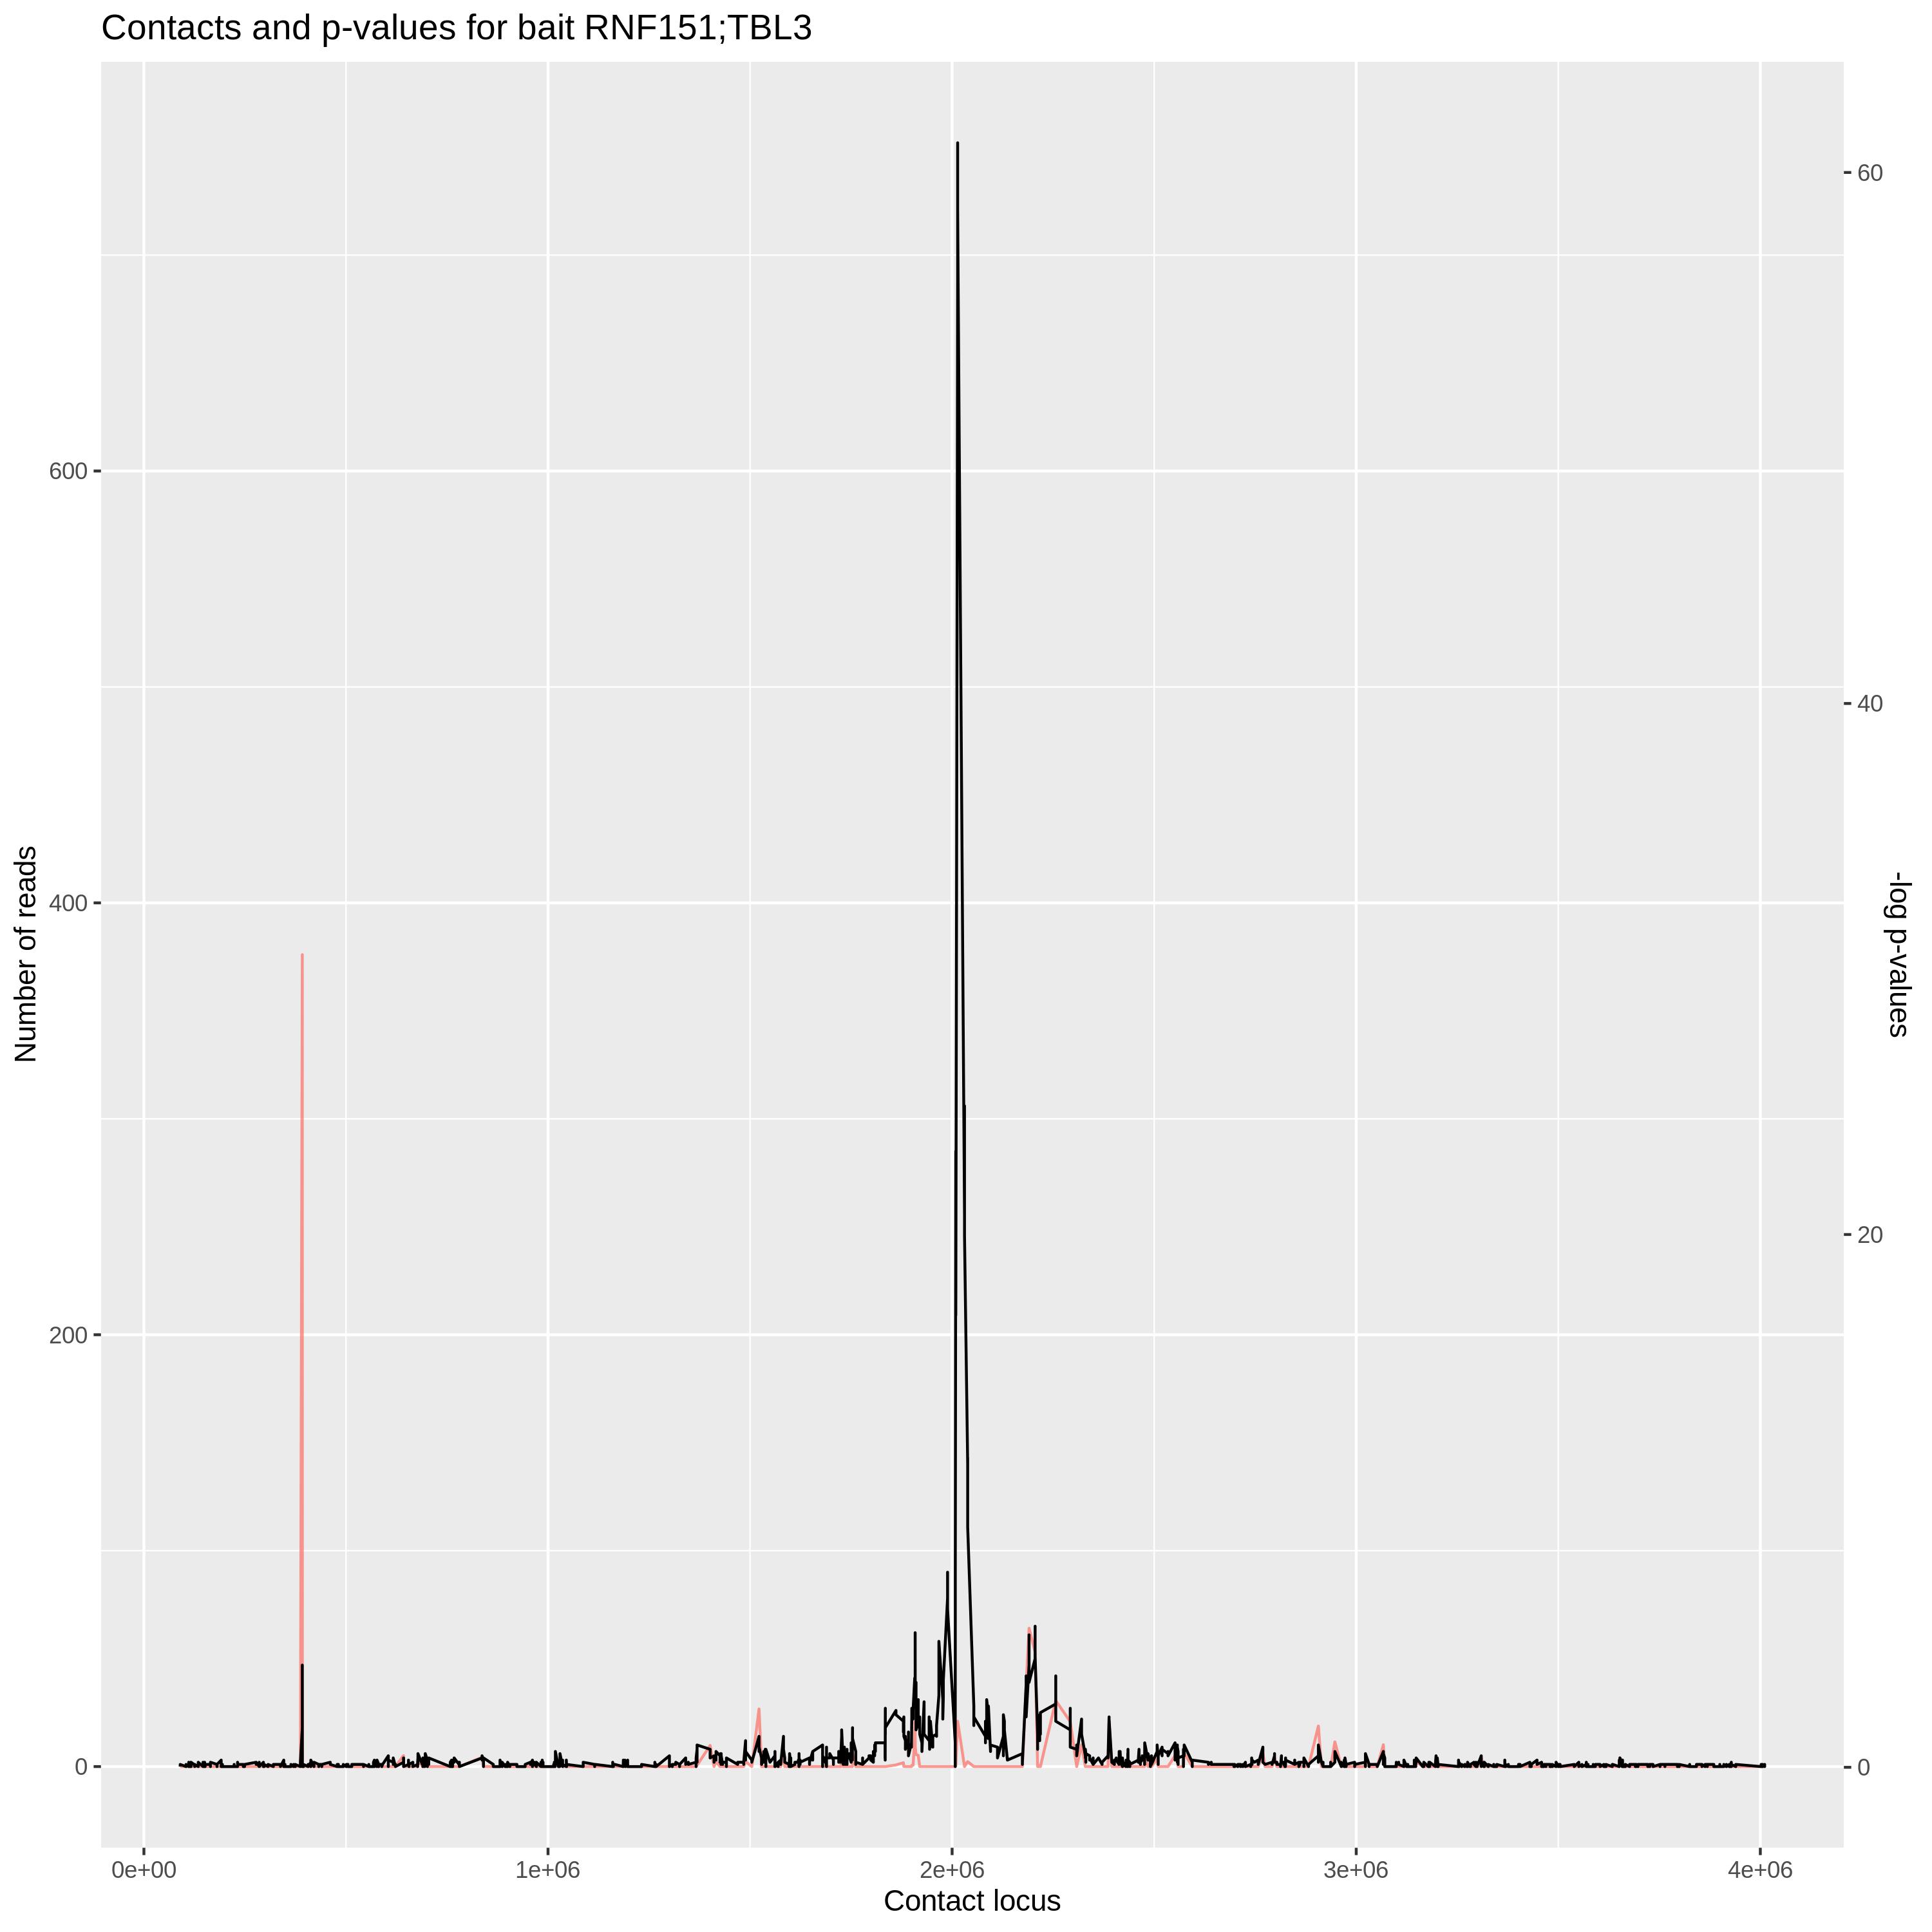 Contacts and p-values for bait RNF151;TBL3
60
600
40
400
Number of reads
-log p-values
20
200
0
0
0e+00 1e+06 2e+06 3e+06 4e+06
Contact locus